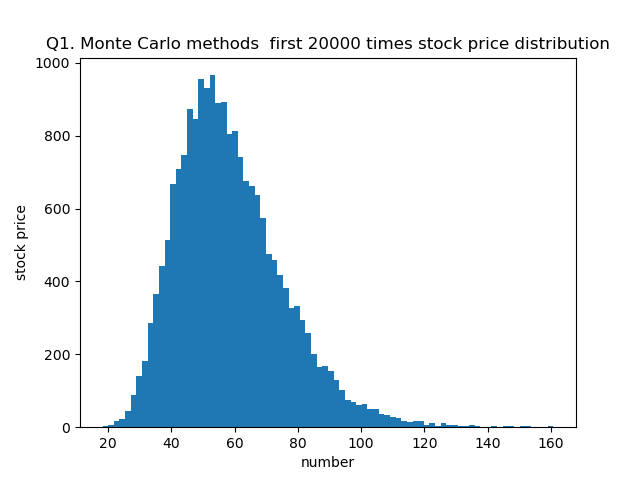 Q1. Monte Carlo methods  first 20000 times stock price distribution
1000
800
600
400
200
0
stock price
20 40 60 80 100 120 140 160
number